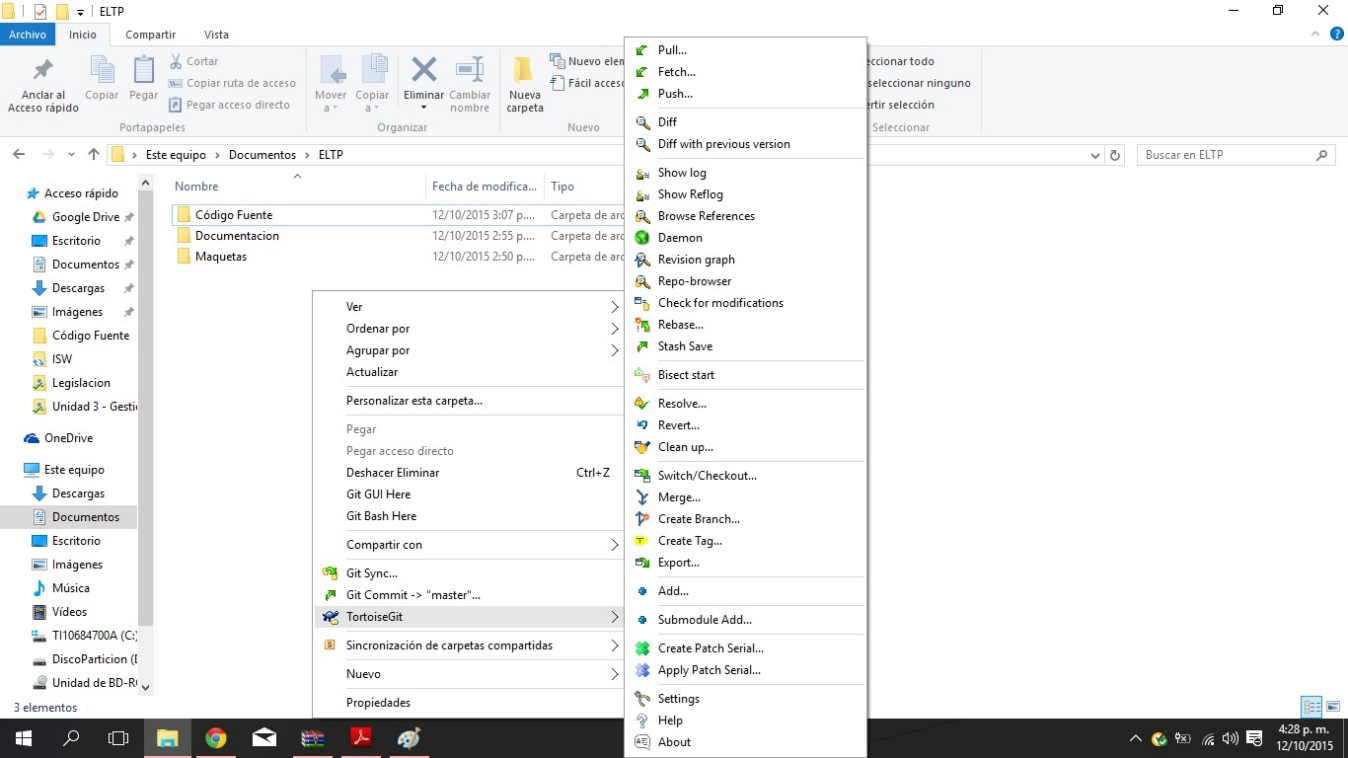 ELTP
Archivo Inicio Compartir Vista
Anclar al Acceso rápido
Copiar
Pegar
Cortar
Copiar ruta de acceso
Pegar acceso directo
Portapapeles
Mover a
Copiar a
Eliminar
Cambiar nombre
Organizar
Nueva carpeta
Nuevo elen
Fácil acces
Nuevo
eccionar todo
seleccionar ninguno
ertir selección
Seleccionar
Este equipo > Documentos > ELTP
Buscar en ELTP
Acceso rápido
Google Drive
Escritorio
Documentos
Descargas
Imágenes
Código Fuente
ISW
Legislacion
Unidad 3 - Gesti
OneDrive
Este equipo
Descargas
Documentos
Escritorio
Imágenes
Música
Vídeos
TI10684700A (C:)
DiscoParticion (
Unidad de BD-R
3 elementos
Nombre Fecha de modifica... Tipo
Código Fuente 12/10/2015 3:07 p.... Carpeta de arc
Documentacion 12/10/2015 2:55 p.... Carpeta de arc
Maquetas 12/10/2015 2:50 p.... Carpeta de arc
Ver
Ordenar por
Agrupar por
Actualizar
Personalizar esta carpeta...
Pegar
Pegar acceso directo
Deshacer Eliminar Ctrl+Z
Git GUI Here
Git Bash Here
Compartir con
Git Sync...
Git Commit -> "master"...
TortoiseGit
Sincronización de carpetas compartidas
Nuevo
Propiedades
Pull...
Fetch...
Push...
Diff
Diff with previous version
Show log
Show Reflog
Browse References
Daemon
Revision graph
Repo-browser
Check for modifications
Rebase...
Stash Save
Bisect start
Resolve...
Revert...
Clean up...
Switch/Checkout...
Merge...
Create Branch...
Create Tag...
Export...
Add...
Submodule Add...
Create Patch Serial...
Apply Patch Serial...
Settings
Help
About
4:28 p. m.
12/10/2015